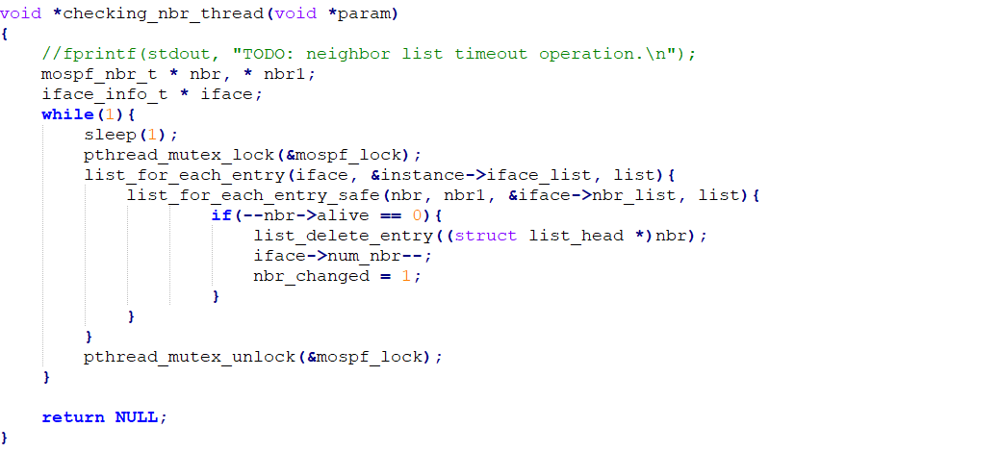 void *checking_nbr_thread(void *param)
{
    //fprintf(stdout, "TODO: neighbor list timeout operation.\n");
    mospf_nbr_t * nbr, * nbr1;
    iface_info_t * iface;
    while(1){
        sleep(1);
        pthread_mutex_lock(&mospf_lock);
        list_for_each_entry(iface, &instance->iface_list, list){
            list_for_each_entry_safe(nbr, nbr1, &iface->nbr_list, list){
                    if(--nbr->alive == 0){
                        list_delete_entry((struct list_head *)nbr);
                        iface->num_nbr--;
                        nbr_changed = 1;
                    }
            }
        }
        pthread_mutex_unlock(&mospf_lock);
    }

    return NULL;
}